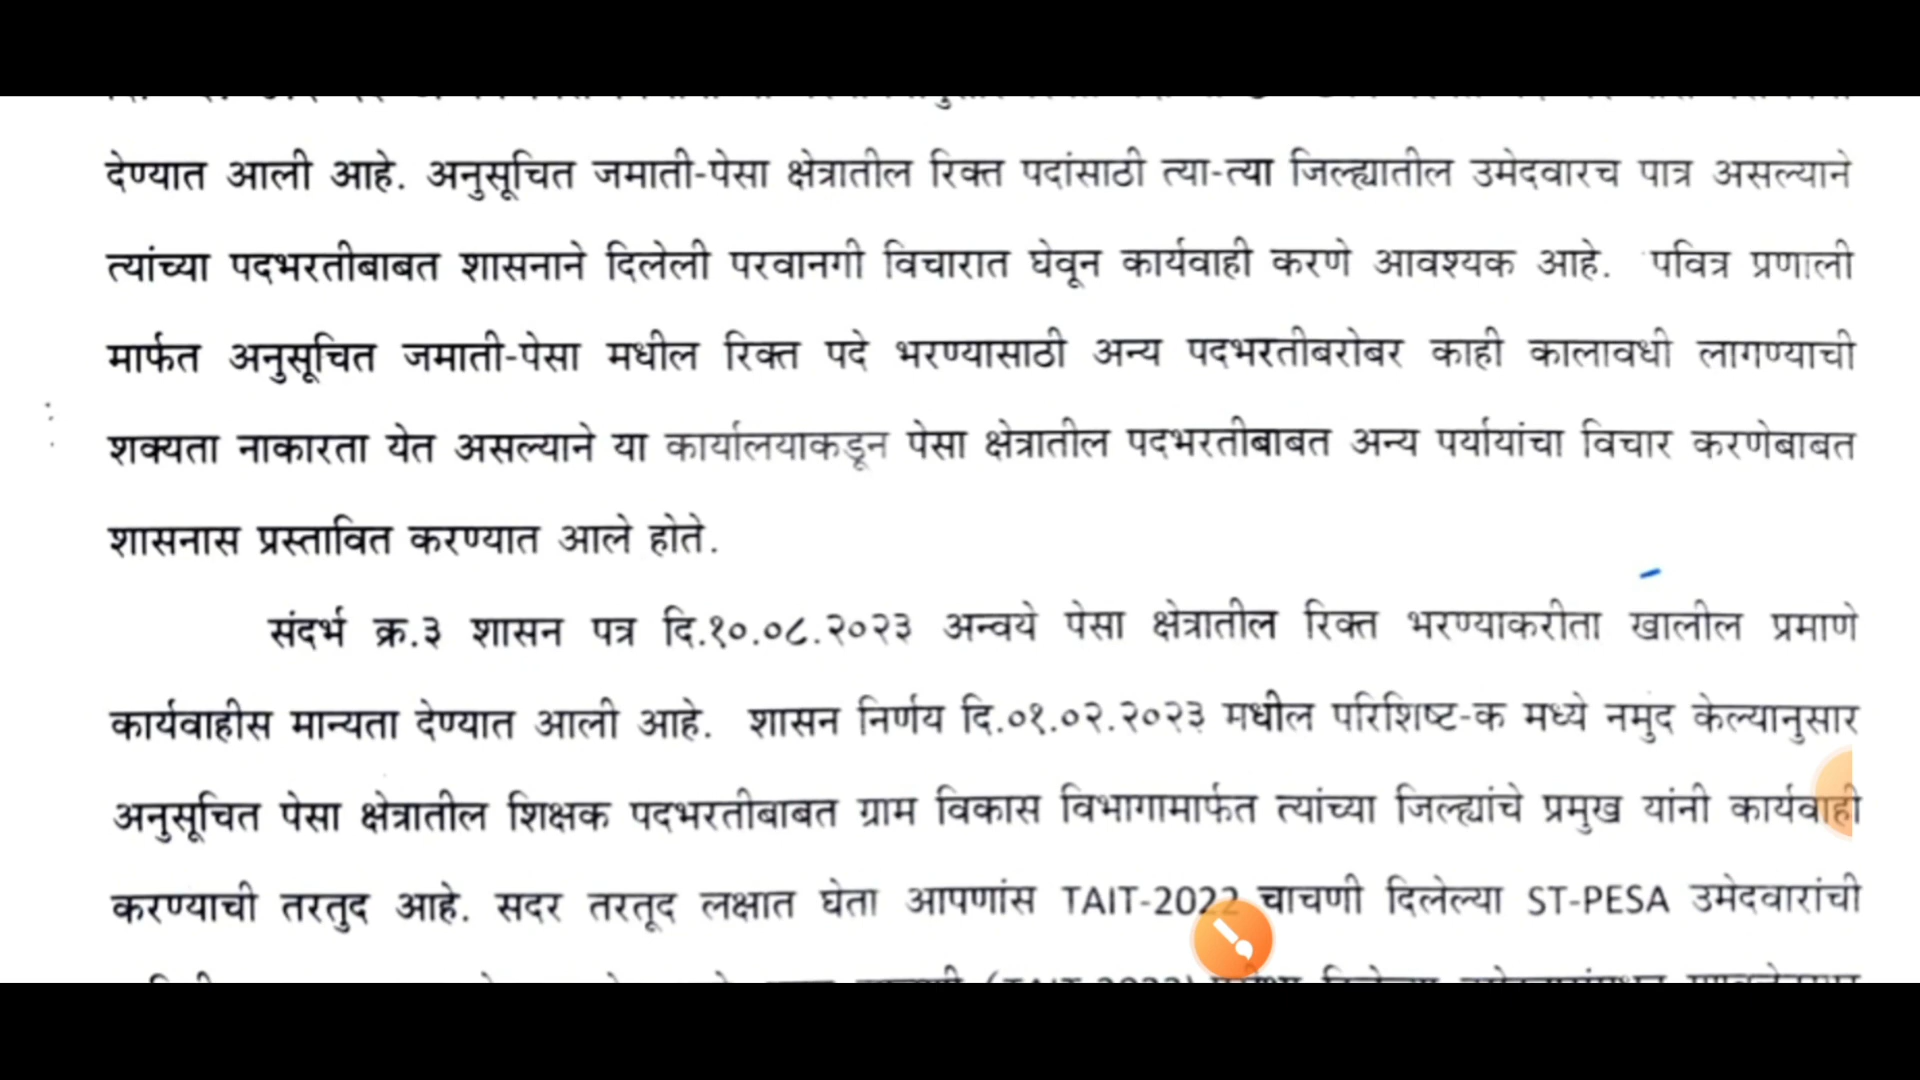 देण्यात आली आहे. अनुसूचित जमाती-पेसा क्षेत्रातील रिक्त पदांसाठी त्या-त्या जिल्ह्यातील उमेदवारच पात्र असल्याने
त्यांच्या पदभरतीबाबत शासनाने दिलेली परवानगी विचारात घेवून कार्यवाही करणे आवश्यक आहे. पवित्र प्रणाली
मार्फत अनुसूचित जमाती-पेसा मधील रिक्त पदे भरण्यासाठी अन्य पदभरतीबरोबर काही कालावधी लागण्याची
शक्यता नाकारता येत असल्याने या कार्यालयाकडून पेसा क्षेत्रातील पदभरतीबाबत अन्य पर्यायांचा विचार करणेबाबत
शासनास प्रस्तावित करण्यात आले होते.
संदर्भ क्र.३ शासन पत्र दि.१०.०८.२०२३ अन्वये पेसा क्षेत्रातील रिक्त भरण्याकरीता खालील प्रमाणे
कार्यवाहीस मान्यता देण्यात आली आहे. शासन निर्णय दि.०१.०२.२०२३ मधील परिशिष्ट-क मध्ये नमुद केल्यानुसार
अनुसूचित पेसा क्षेत्रातील शिक्षक पदभरतीबाबत ग्राम विकास विभागामार्फत त्यांच्या जिल्ह्यांचे प्रमुख यांनी कार्यवाही
करण्याची तरतुद आहे. सदर तरतूद लक्षात घेता आपणांस TAIT-2022 चाचणी दिलेल्या ST-PESA उमेदवारांची